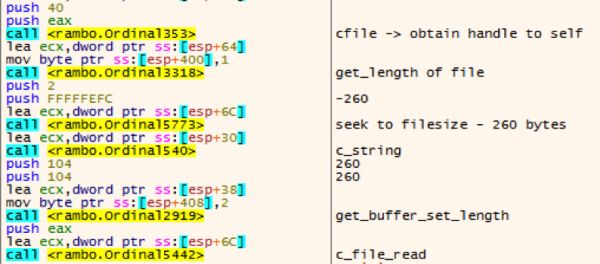 push 40
push eax
call <rambo.Ordinal353> cfile -> obtain handle to self
lea ecx,dword ptr ss:[esp+64]
mov byte ptr ss:[esp+400],1
call <rambo.Ordinal3318> get_length of file
push 2
push FFFFFEFC -260
lea ecx,dword ptr ss:[esp+6C]
call <rambo.Ordinal5773> seek to filesize - 260 bytes
lea ecx,dword ptr ss:[esp+30]
call <rambo.Ordinal540> c_string
push 104 260
push 104 260
lea ecx,dword ptr ss:[esp+38]
mov byte ptr ss:[esp+408],2
call <rambo.Ordinal2919> get_buffer_set_length
push eax
lea ecx,dword ptr ss:[esp+6C]
call <rambo.Ordinal5442> c_file_read